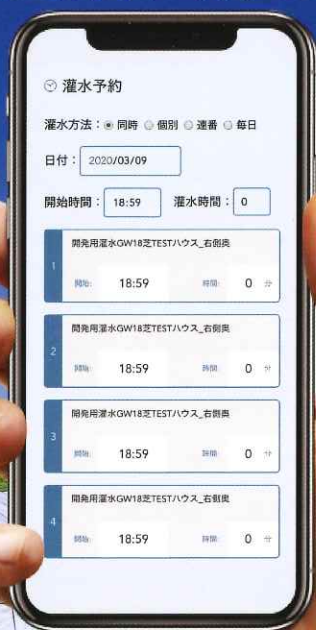 灌水予約
灌水方法： 同時 個別 連番 毎日
日付： 2020/03/09
開始時間： 18:59 灌水時間： 0
1
開発用灌水GW18芝TESTハウス_右側奥
開始: 18:59 時間: 0 分
2
開発用灌水GW18芝TESTハウス_右側奥
開始: 18:59 時間: 0 分
3
開発用灌水GW18芝TESTハウス_右側奥
開始: 18:59 時間: 0 分
4
開発用灌水GW18芝TESTハウス_右側奥
開始: 18:59 時間: 0 分